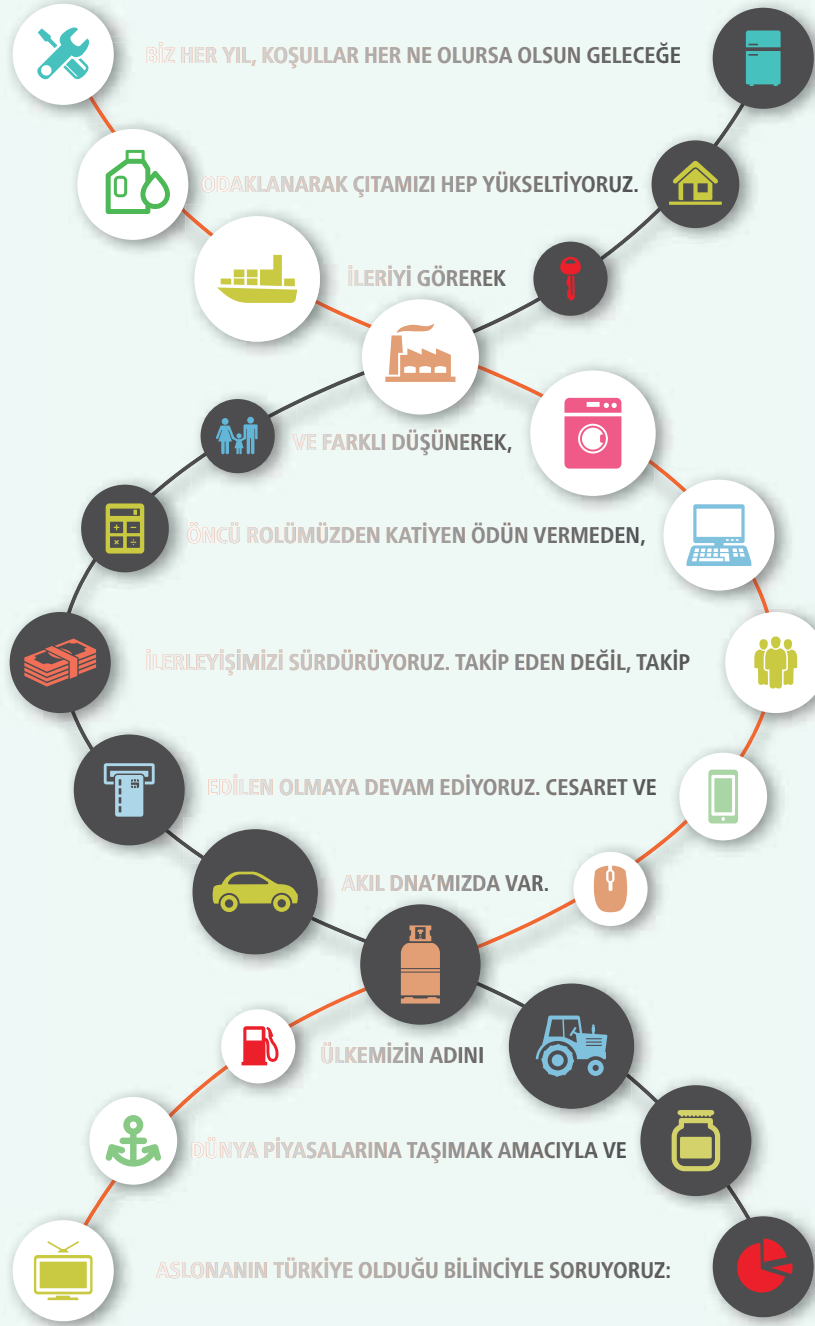 BİZ HER YIL, KOŞULLAR HER NE OLURSA OLSUN GELECEĞE
ODAKLANARAK ÇITAMIZI HEP YÜKSELTİYORUZ.
İLERİYİ GÖREREK
VE FARKLI DÜŞÜNEREK,
ÖNCÜ ROLÜMÜZDEN KATİYEN ÖDÜN VERMEDEN,
İLERLEYİŞİMİZİ SÜRDÜRÜYORUZ. TAKİP EDEN DEĞİL, TAKİP
EDİLEN OLMAYA DEVAM EDİYORUZ. CESARET VE
AKIL DNA’MIZDA VAR.
ÜLKEMİZİN ADINI
DÜNYA PİYASALARINA TAŞIMAK AMACIYLA VE
ASLONANIN TÜRKİYE OLDUĞU BİLİNCİYLE SORUYORUZ: